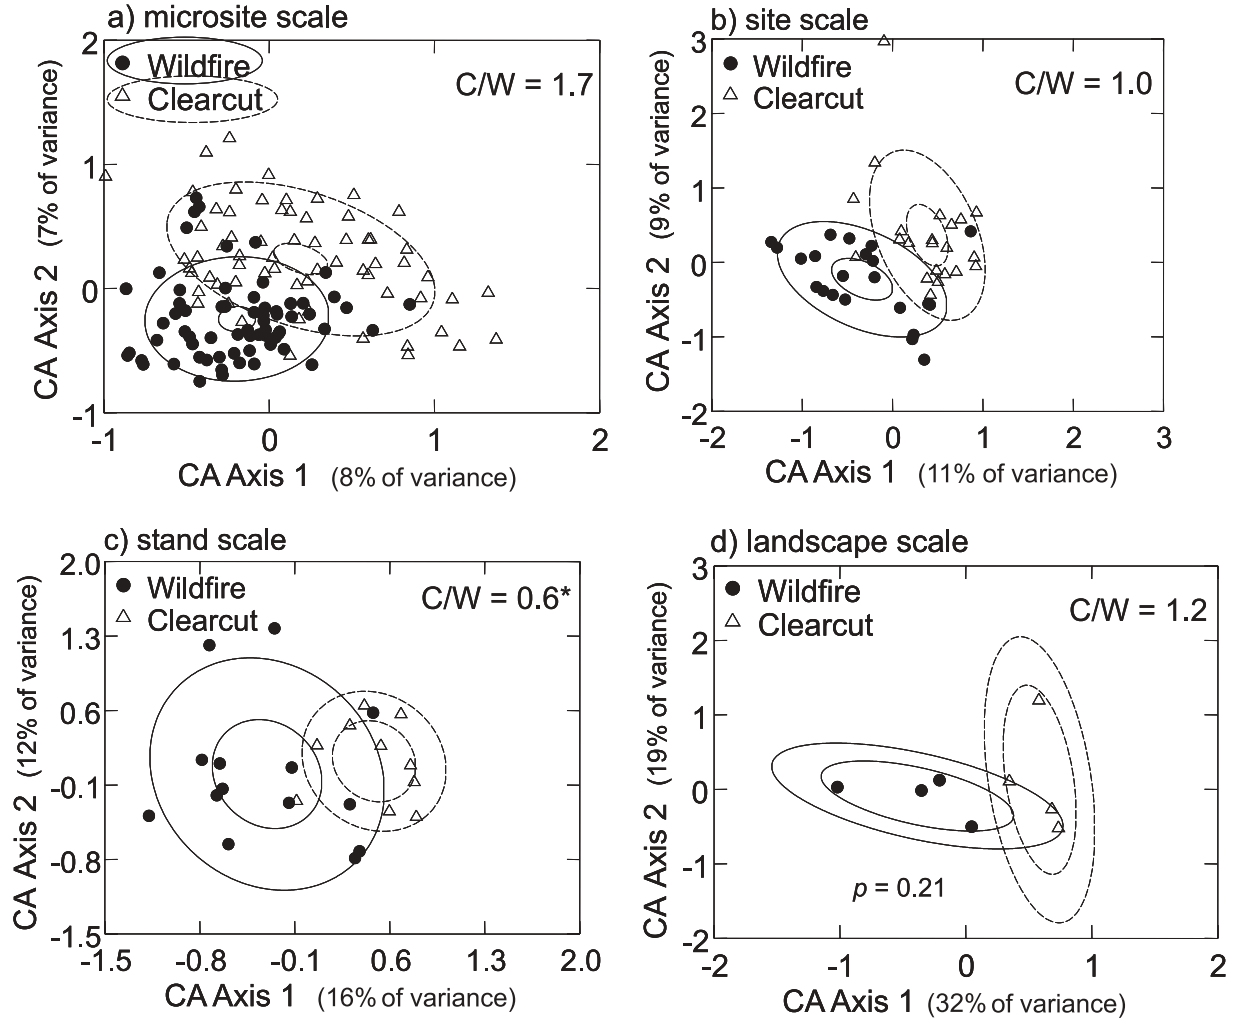 a) microsite scale
Wildfire
Clearcut
C/W = 1.7
CA Axis 2 (7% of variance)
2
1
0
-1
-1 0 1 2
CA Axis 1 (8% of variance)
b) site scale
Wildfire
Clearcut
C/W = 1.0
CA Axis 2 (9% of variance)
3
2
1
0
-1
-2
-2 -1 0 1 2 3
CA Axis 1 (11% of variance)
c) stand scale
Wildfire
Clearcut
C/W = 0.6*
CA Axis 2 (12% of variance)
2.0
1.3
0.6
-0.1
-0.8
-1.5
-1.5 -0.8 -0.1 0.6 1.3 2.0
CA Axis 1 (16% of variance)
d) landscape scale
Wildfire
Clearcut
C/W = 1.2
CA Axis 2 (19% of variance)
3
2
1
0
-1
-2
p = 0.21
-2 -1 0 1 2
CA Axis 1 (32% of variance)